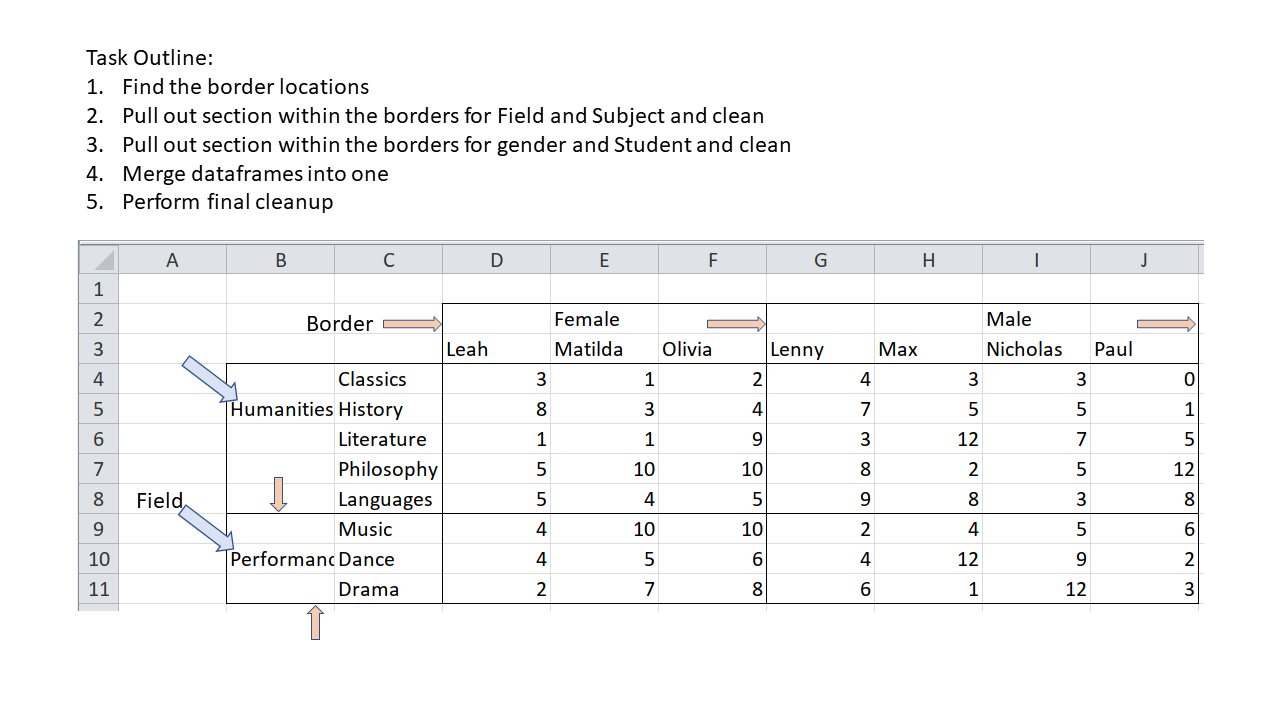 Task Outline:
1. Find the border locations
2. Pull out section within the borders for Field and Subject and clean
3. Pull out section within the borders for gender and Student and clean
4. Merge dataframes into one
5. Perform final cleanup
A B C D E F G H I J
1
2 Border Female Male
3 Leah Matilda Olivia Lenny Max Nicholas Paul
4 Classics 3 1 2 4 3 3 0
5 Humanities History 8 3 4 7 5 5 1
6 Literature 1 1 9 3 12 7 5
7 Philosophy 5 10 10 8 2 5 12
8 Field Languages 5 4 5 9 8 3 8
9 Music 4 10 10 2 4 5 6
10 Performanc Dance 4 5 6 4 12 9 2
11 Drama 2 7 8 6 1 12 3